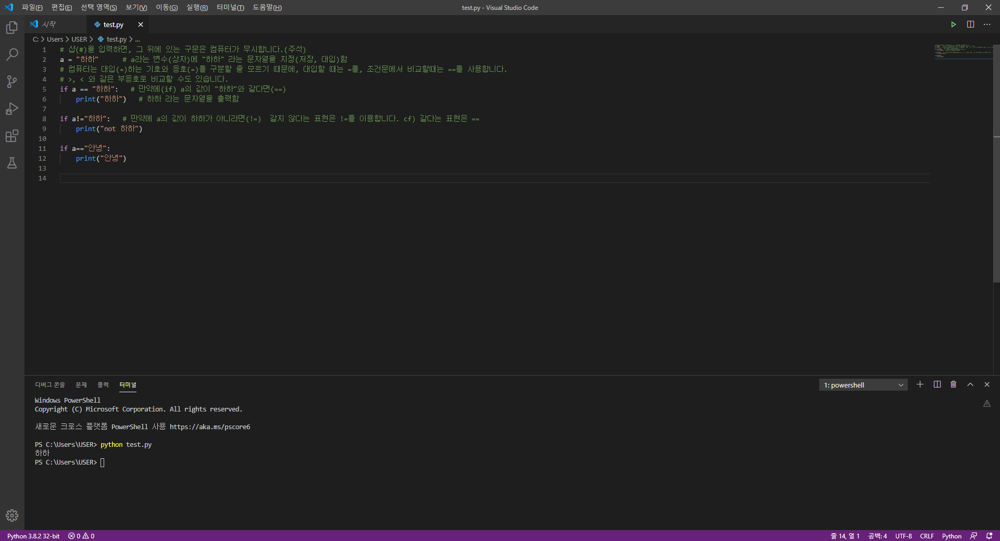 파일(F) 편집(E) 선택 영역(S) 보기(V) 이동(G) 실행(R) 터미널(T) 도움말(H) test.py - Visual Studio Code
시작 test.py
C: > Users > USER > test.py > ...
1 # 샵(#)을 입력하면, 그 뒤에 있는 구문은 컴퓨터가 무시합니다.(주석)
2 a = "하하" # a라는 변수(상자)에 "하하" 라는 문자열을 지정(저장, 대입)함
3 # 컴퓨터는 대입(=)하는 기호와 등호(=)를 구분할 줄 모르기 때문에, 대입할 때는 =를, 조건문에서 비교할때는 ==를 사용합니다.
4 # >, < 와 같은 부등호로 비교할 수도 있습니다.
5 if a == "하하": # 만약에(if) a의 값이 "하하"와 같다면(==)
6 print("하하") # 하하 라는 문자열을 출력함
7
8 if a!="하하": # 만약에 a의 값이 하하가 아니라면(!=) 같지 않다는 표현은 !=를 이용합니다. cf) 같다는 표현은 ==
9 print("not 하하")
10
11 if a=="안녕":
12 print("안녕")
13
14
디버그 콘솔 문제 출력 터미널 1: powershell
Windows PowerShell
Copyright (C) Microsoft Corporation. All rights reserved.
새로운 크로스 플랫폼 PowerShell 사용 https://aka.ms/pscore6
PS C:\Users\USER> python test.py
하하
PS C:\Users\USER>
Python 3.8.2 32-bit 0 0 줄 14, 열 1 공백: 4 UTF-8 CRLF Python